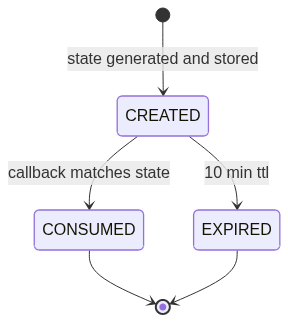 state generated and stored
CREATED
callback matches state
10 min ttl
CONSUMED
EXPIRED